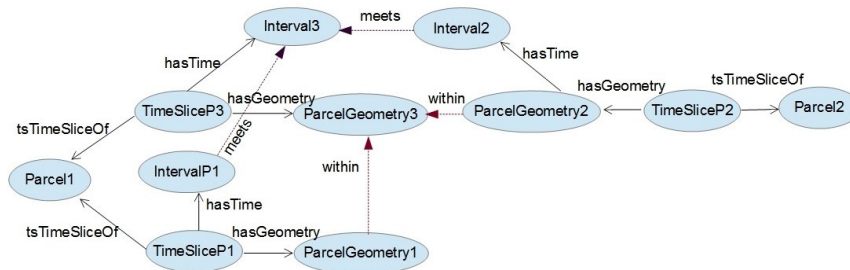 meets
Interval3
Interval2
hasTime
hasTime
hasGeometry
tsTimeSliceOf
TimeSliceP3
hasGeometry
ParcelGeometry3
within
ParcelGeometry2
TimeSliceP2
Parcel2
tsTimeSliceOf
meets
Parcel1
IntervalP1
within
hasTime
tsTimeSliceOf
hasGeometry
TimeSliceP1
ParcelGeometry1